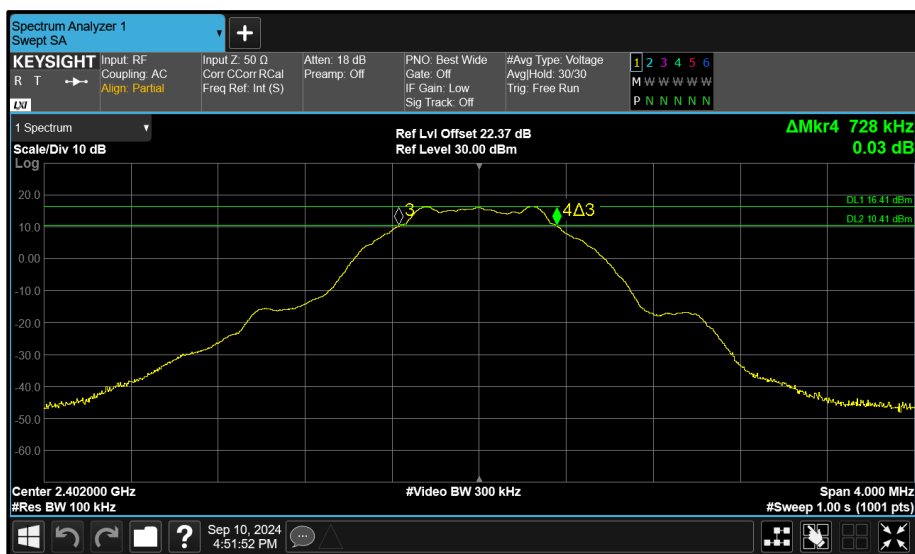 Spectrum Analyzer 1
Swept SA
+
KEYSIGHT
R T
LXI
Input: RF
Coupling: AC
Align: Partial
Input Z: 50 Ω
Corr CCorr RCal
Freq Ref: Int (S)
Atten: 18 dB
Preamp: Off
PNO: Best Wide
Gate: Off
IF Gain: Low
Sig Track: Off
#Avg Type: Voltage
Avg|Hold: 30/30
Trig: Free Run
1 2 3 4 5 6
M W W W W W
P N N N N N
1 Spectrum
Scale/Div 10 dB
Log
Ref Lvl Offset 22.37 dB
Ref Level 30.00 dBm
ΔMkr4 728 kHz
0.03 dB
20.0
DL1 16.41 dBm
3
4Δ3
DL2 10.41 dBm
10.0
0.00
-10.0
-20.0
-30.0
-40.0
-50.0
-60.0
Center 2.402000 GHz
#Video BW 300 kHz
Span 4.000 MHz
#Res BW 100 kHz
#Sweep 1.00 s (1001 pts)
?
Sep 10, 2024
4:51:52 PM